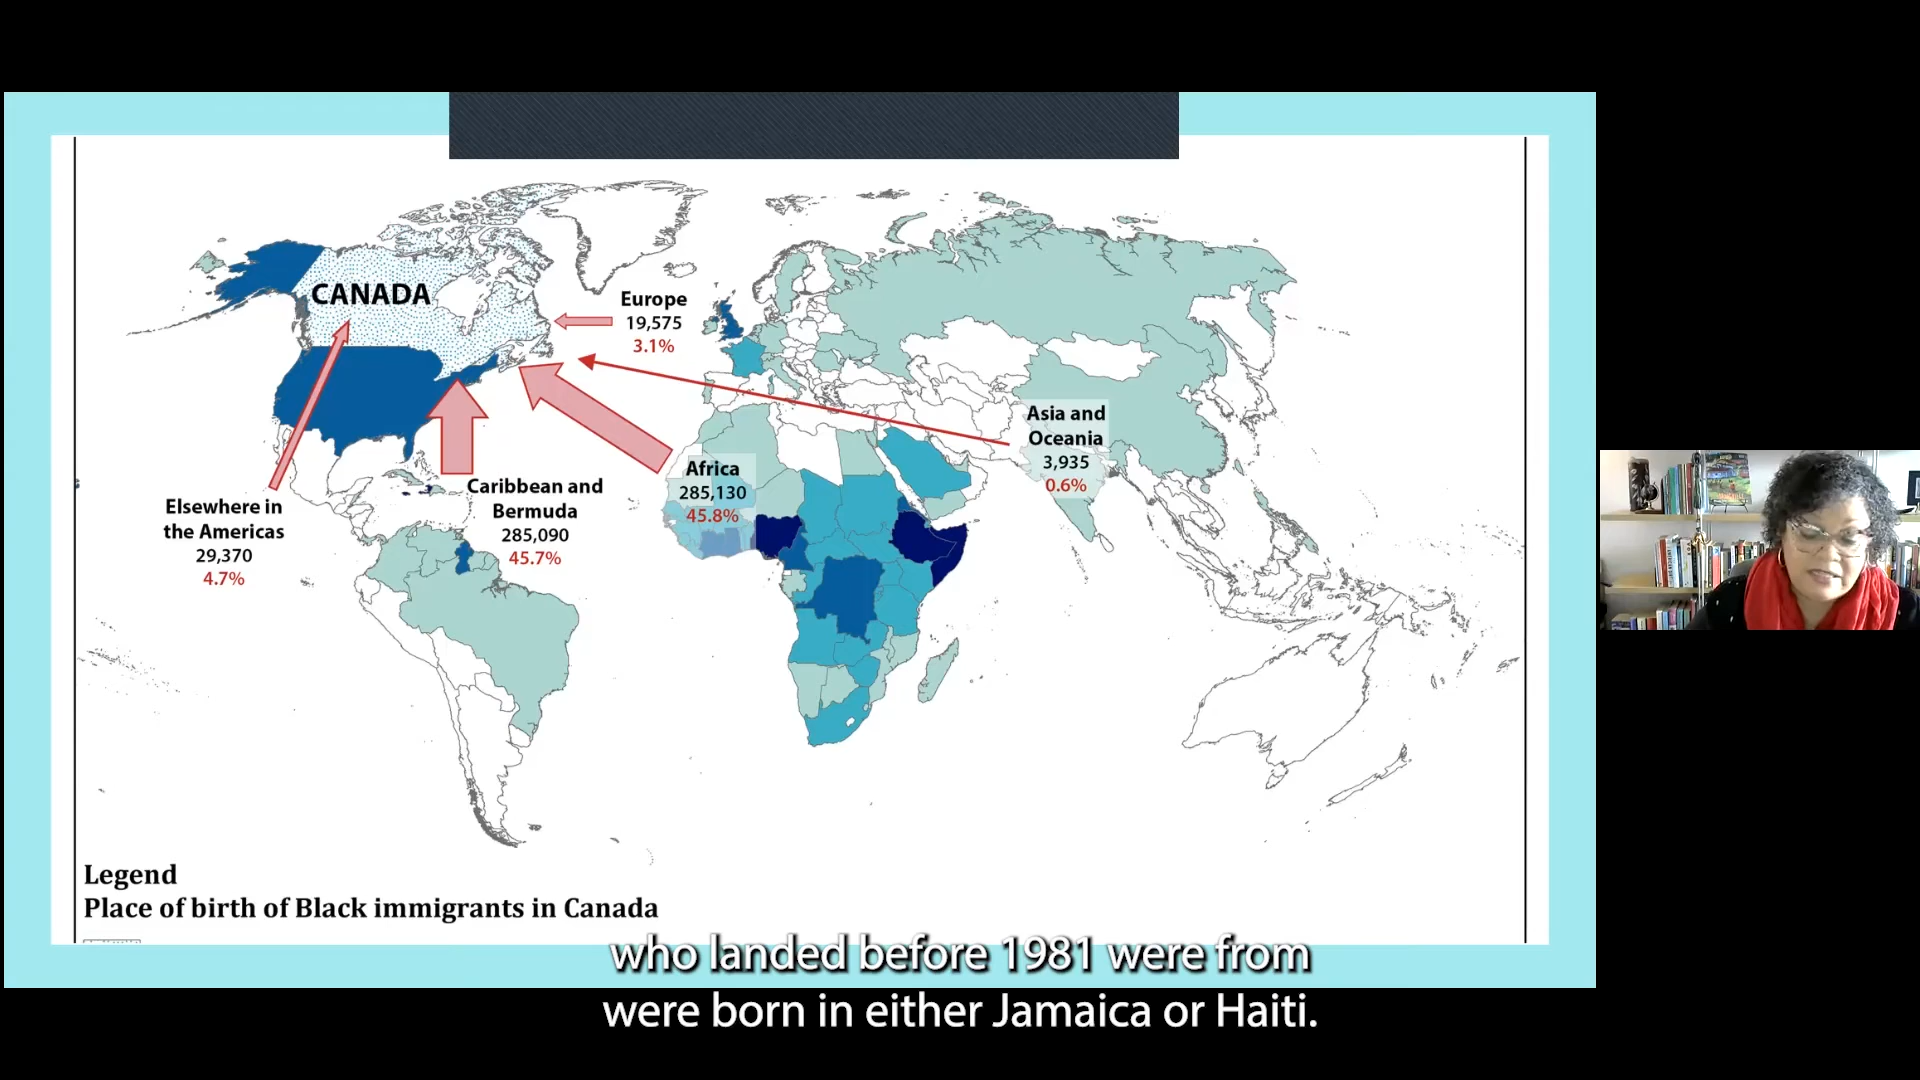 CANADA
Europe
19,575
3.1%
Asia and
Oceania
3,935
0.6%
Africa
285,130
45.8%
Caribbean and
Bermuda
285,090
45.7%
Elsewhere in
the Americas
29,370
4.7%
Legend
Place of birth of Black immigrants in Canada
who landed before 1981 were from
were born in either Jamaica or Haiti.